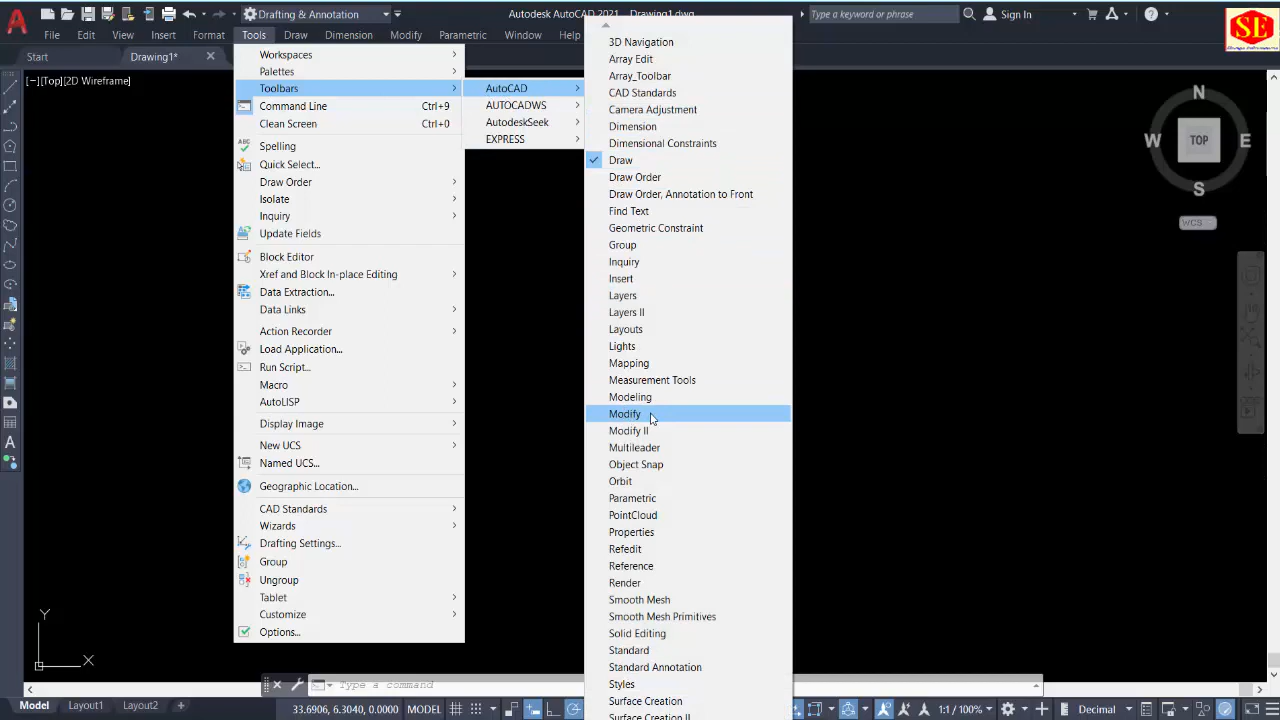 Drafting & Annotation
Autodesk AutoCAD 2021 Drawing1.dwg
Type a keyword or phrase
Sign In
SE
File
Edit
View
Insert
Format
Tools
Draw
Dimension
Modify
Parametric
Window
Help
Start
Drawing1*
[−][Top][2D Wireframe]
Workspaces
Palettes
Toolbars
Command Line Ctrl+9
Clean Screen Ctrl+0
Spelling
Quick Select...
Draw Order
Isolate
Inquiry
Update Fields
Block Editor
Xref and Block In-place Editing
Data Extraction...
Data Links
Action Recorder
Load Application...
Run Script...
Macro
AutoLISP
Display Image
New UCS
Named UCS...
Geographic Location...
CAD Standards
Wizards
Drafting Settings...
Group
Ungroup
Tablet
Customize
Options...
AutoCAD
AUTOCADWS
AutodeskSeek
EXPRESS
3D Navigation
Array Edit
Array_Toolbar
CAD Standards
Camera Adjustment
Dimension
Dimensional Constraints
Draw
Draw Order
Draw Order, Annotation to Front
Find Text
Geometric Constraint
Group
Inquiry
Insert
Layers
Layers II
Layouts
Lights
Mapping
Measurement Tools
Modeling
Modify
Modify II
Multileader
Object Snap
Orbit
Parametric
PointCloud
Properties
Refedit
Reference
Render
Smooth Mesh
Smooth Mesh Primitives
Solid Editing
Standard
Standard Annotation
Styles
Surface Creation
Surface Creation II
N
W
TOP
E
S
WCS
ABC
A
Y
X
Type a command
Model
Layout1
Layout2
33.6906, 6.3040, 0.0000
MODEL
1:1 / 100%
Decimal